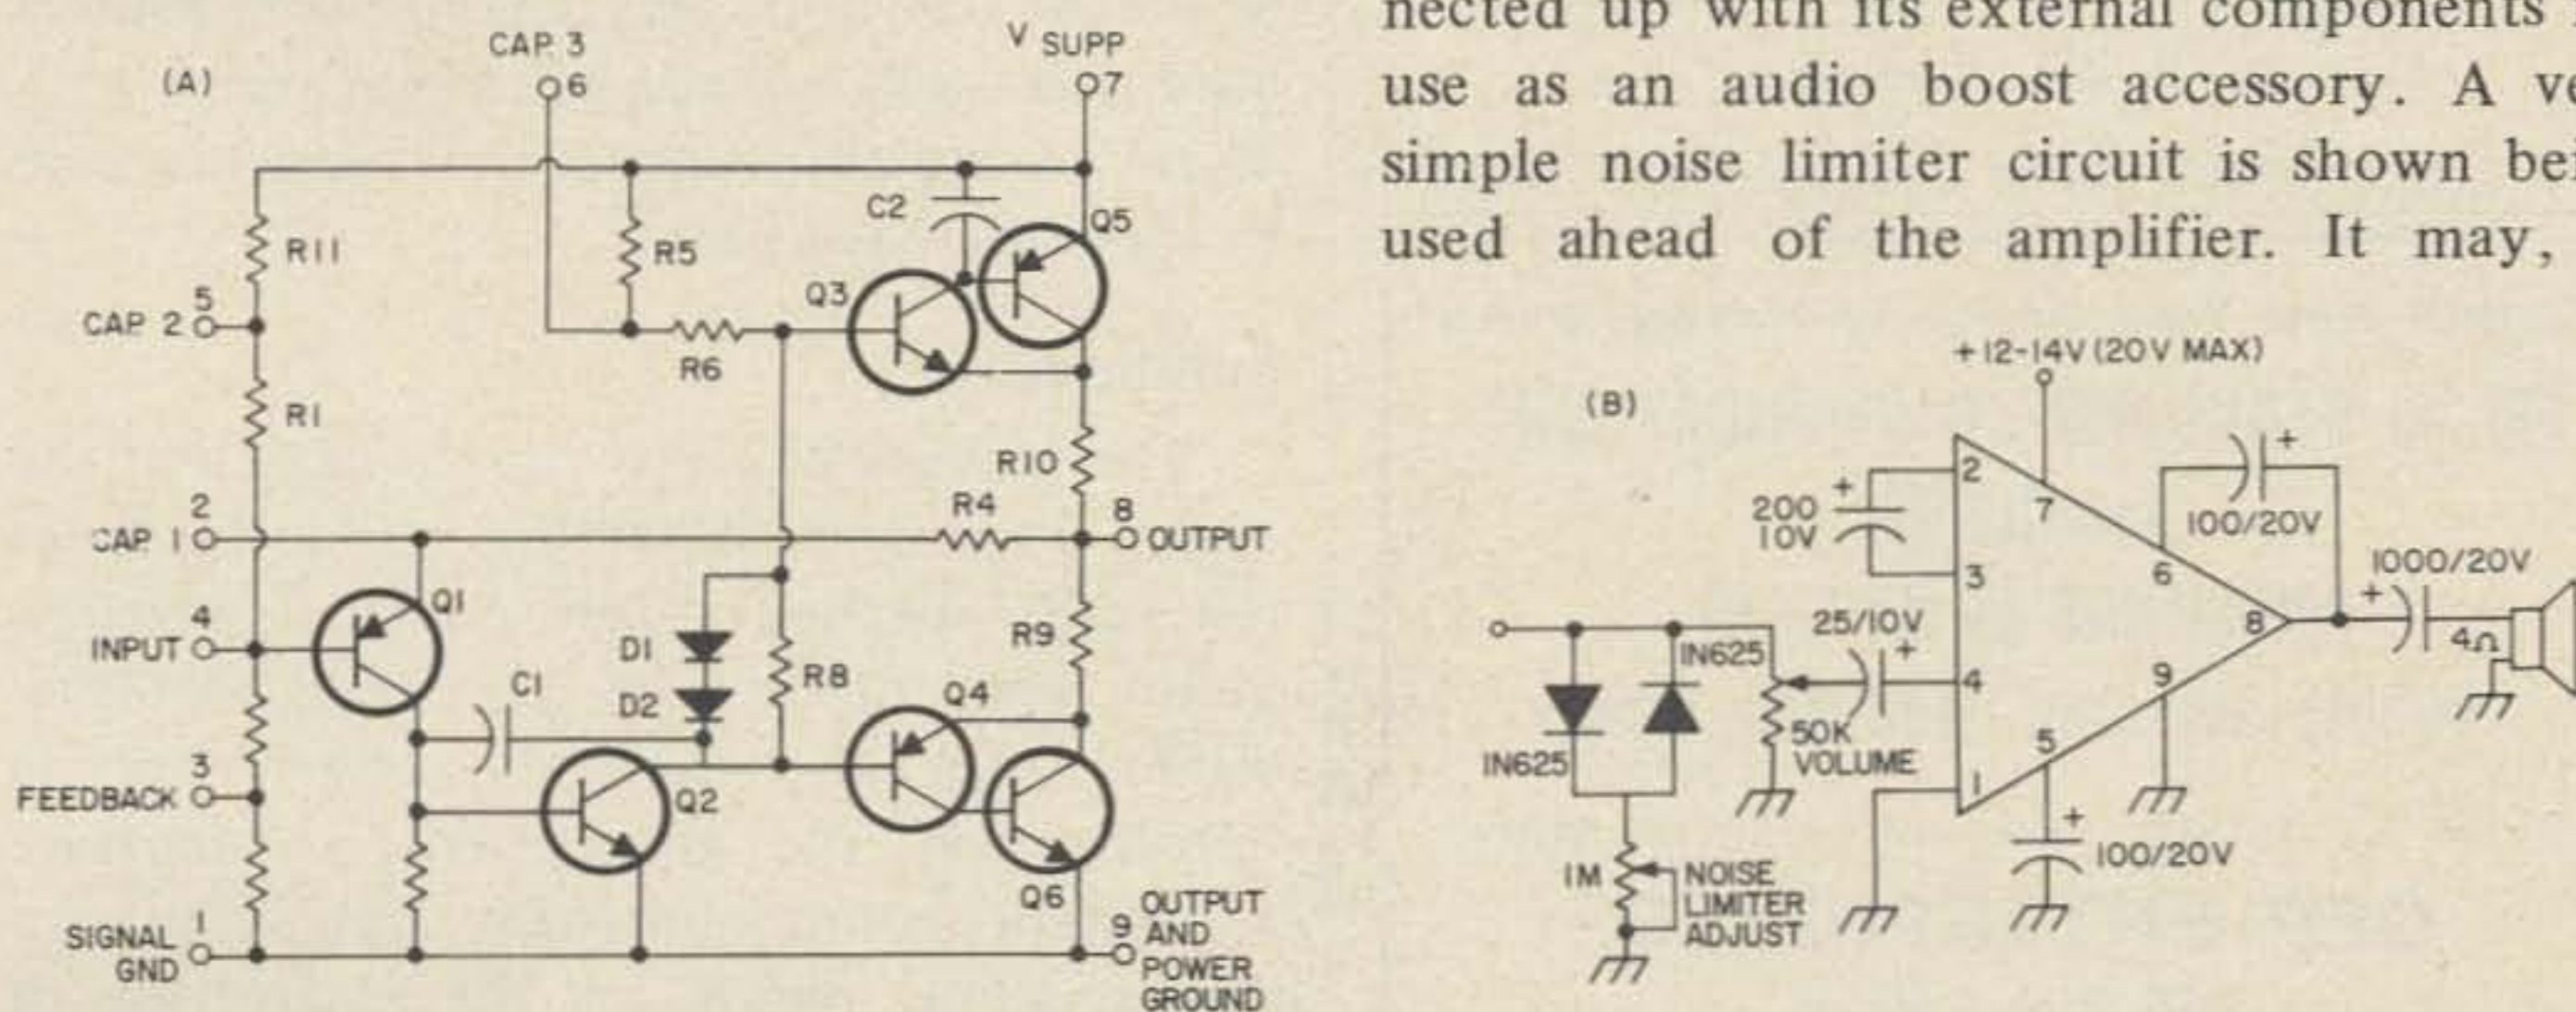 nected up with its external components
use as an audio boost accessory. A
simple noise limiter circuit is shown
used ahead of the amplifier. It may,
(A)
CAP. 3
6
V SUPP
7
R11
R5
C2
Q5
Q3
5
CAP 2
R6
R1
R10
2
CAP. 1
R4
8
OUTPUT
4
INPUT
Q1
D1
R9
C1
D2
R8
Q4
3
FEEDBACK
Q2
Q6
1
SIGNAL
GND
9
OUTPUT
AND
POWER
GROUND
(B)
+12-14V (20V MAX)
2
7
+
200
10V
3
+
100/20V
6
1000/20V
+
8
4Ω
IN625
25/10V
+
4
IN625
50K
VOLUME
9
5
1
+
100/20V
1M
NOISE
LIMITER
ADJUST